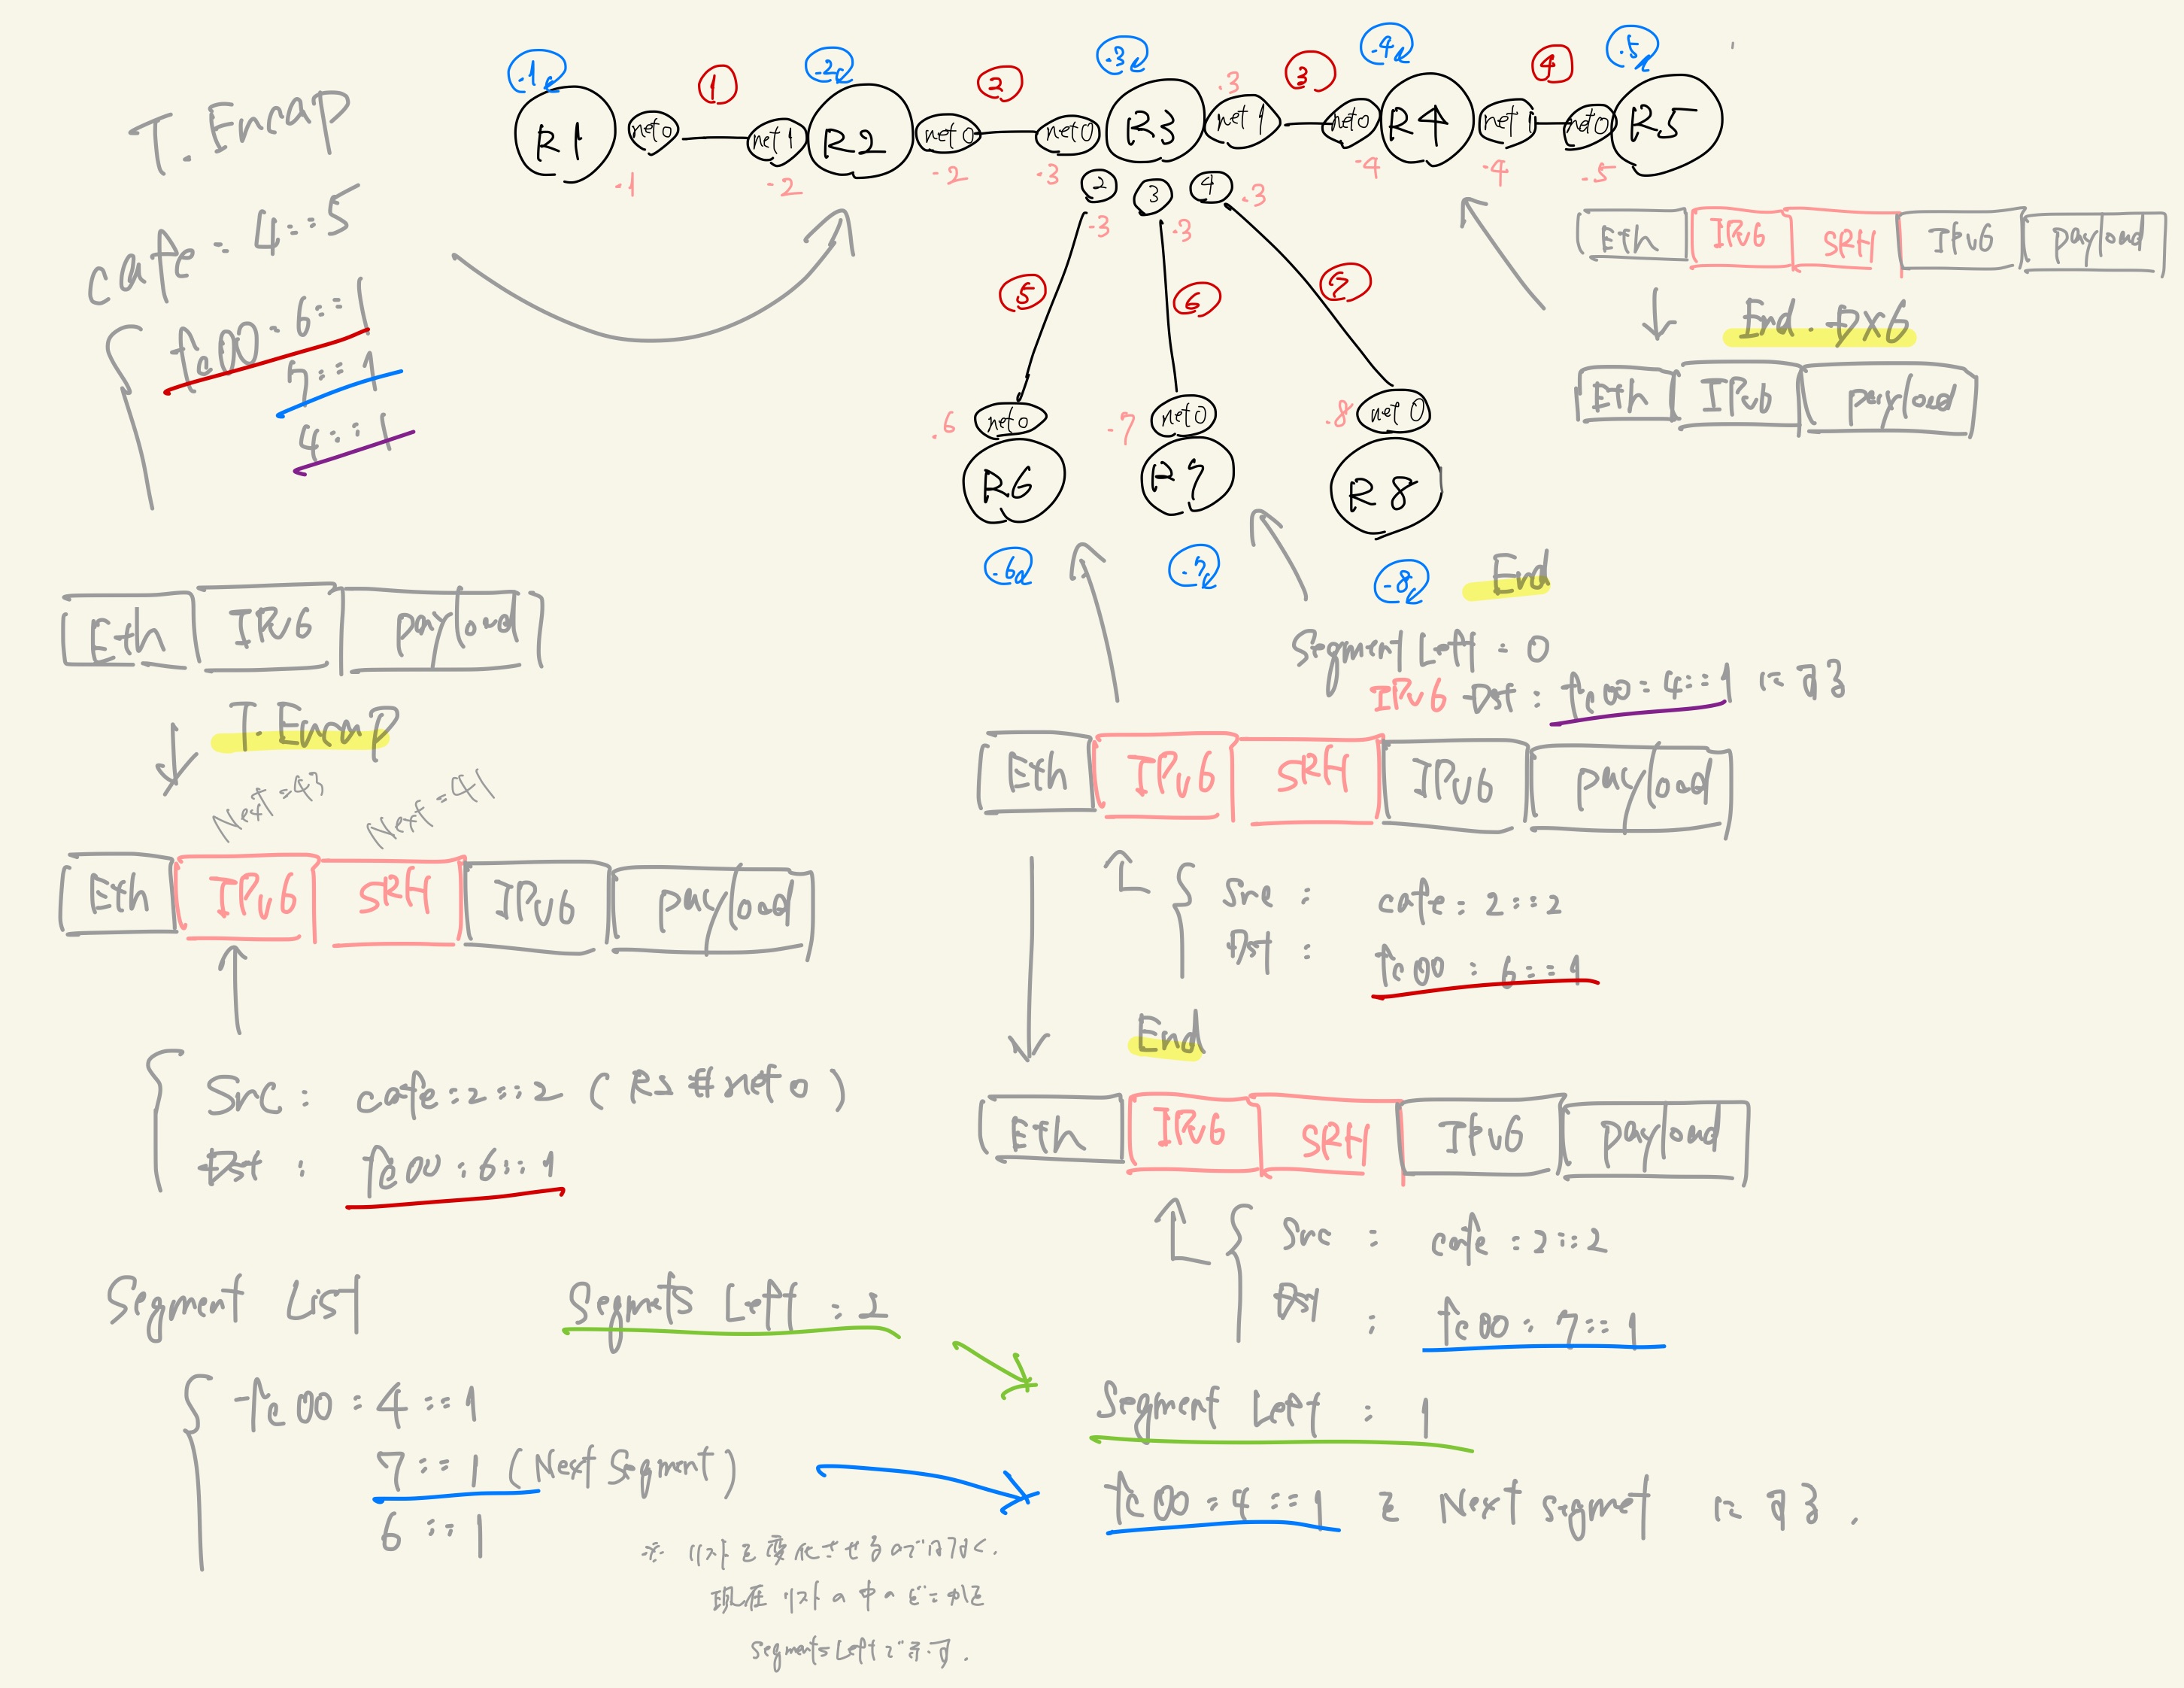 .1
1
.2
2
.3
3
.4
4
.5
R1
net0
net1
R2
net0
net0
R3
net1
net0
R4
net1
net0
R5
.3
.1
.2
.2
.3
.4
.4
.5
2
3
4
.3
.3
.3
5
6
7
.6
net0
.7
net0
.8
net0
R6
R7
R8
.6
.7
.8
T. Encap
cafe:4::5
fc00:6::1
7::1
4::1
Eth IPv6 SRH IPv6 payload
End.DX6
Eth IPv6 payload
Eth IPv6 payload
T.Encap
Next=43
Next=41
Eth IPv6 SRH IPv6 payload
Src: cafe:2::2 (R2#net0)
Dst: fc00:6::1
Segment List
Segmets Left:2
fc00:4::1
7::1 (Next Segment)
6::1
※ リストを変化させるのではなく.
現在リストの中のどこかを
Segments Leftで示す.
End
Segment Left:0
IPv6 Dst: fc00:4::1 にする
Eth IPv6 SRH IPv6 payload
Src: cafe:2::2
Dst: fc00:6::1
End
Eth IPv6 SRH IPv6 payload
Src: cafe:2::2
Dst: fc00:7::1
Segment Left: 1
fc00:4::1 を Next segmet にする.